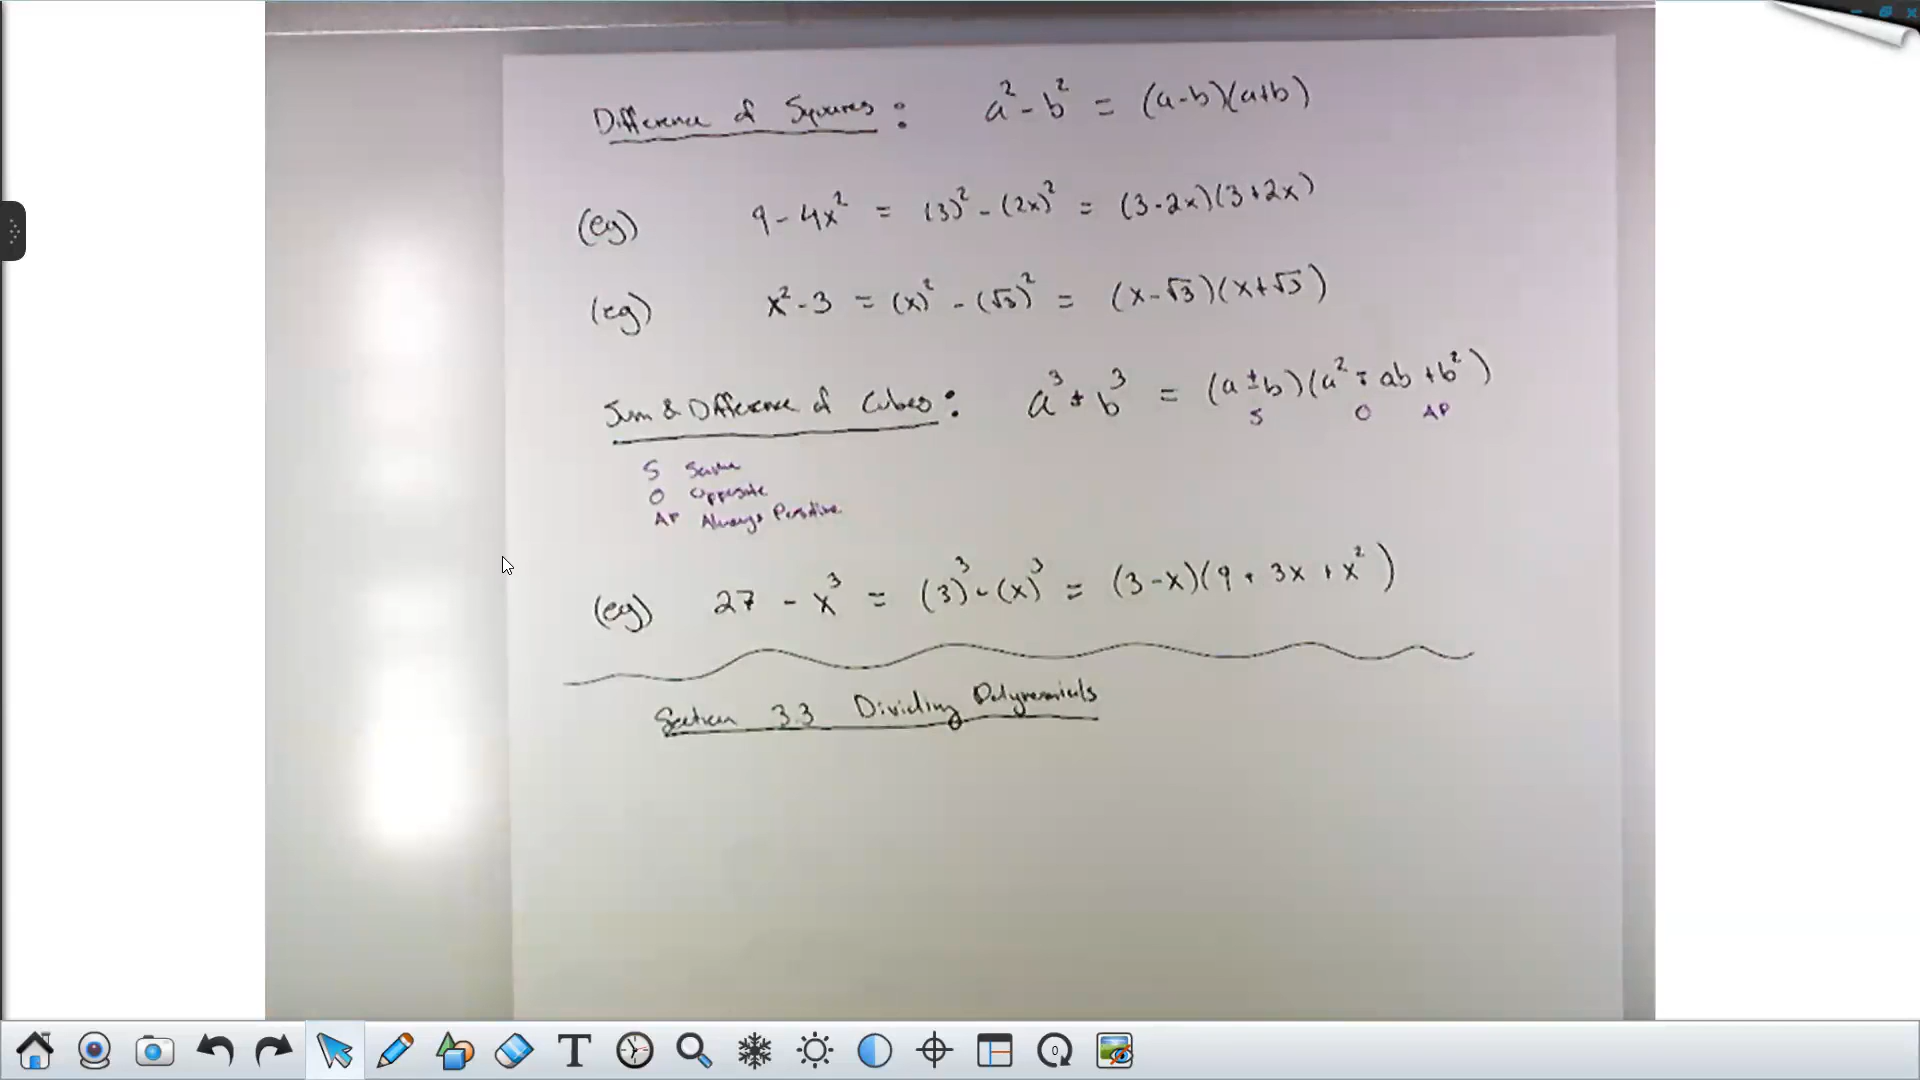 Difference of Squares : a² - b² = (a-b)(a+b)
(eg) 9 - 4x² = (3)² - (2x)² = (3-2x)(3+2x)
(eg) x² - 3 = (x)² - (√3)² = (x-√3)(x+√3)
Sum & Difference of Cubes : a³ ± b³ = (a ± b)(a² ∓ ab + b²)
S O AP
S Same
O Opposite
AP Always Positive
(eg) 27 - x³ = (3)³ - (x)³ = (3-x)(9 + 3x + x²)
Section 3.3 Dividing Polynomials
T
0